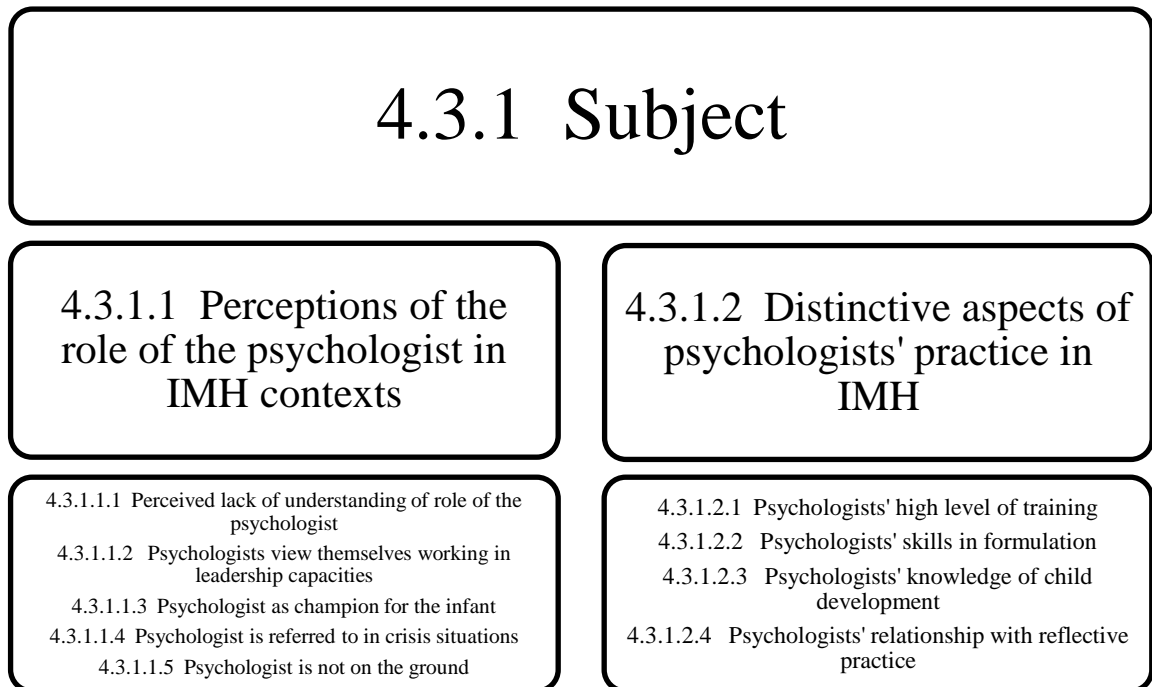 4.3.1 Subject
4.3.1.1 Perceptions of the
role of the psychologist in
IMH contexts
4.3.1.2 Distinctive aspects of
psychologists' practice in
IMH
4.3.1.1.1 Perceived lack of understanding of role of the
psychologist
4.3.1.1.2 Psychologists view themselves working in
leadership capacities
4.3.1.1.3 Psychologist as champion for the infant
4.3.1.1.4 Psychologist is referred to in crisis situations
4.3.1.1.5 Psychologist is not on the ground
4.3.1.2.1 Psychologists' high level of training
4.3.1.2.2 Psychologists' skills in formulation
4.3.1.2.3 Psychologists' knowledge of child
development
4.3.1.2.4 Psychologists' relationship with reflective
practice